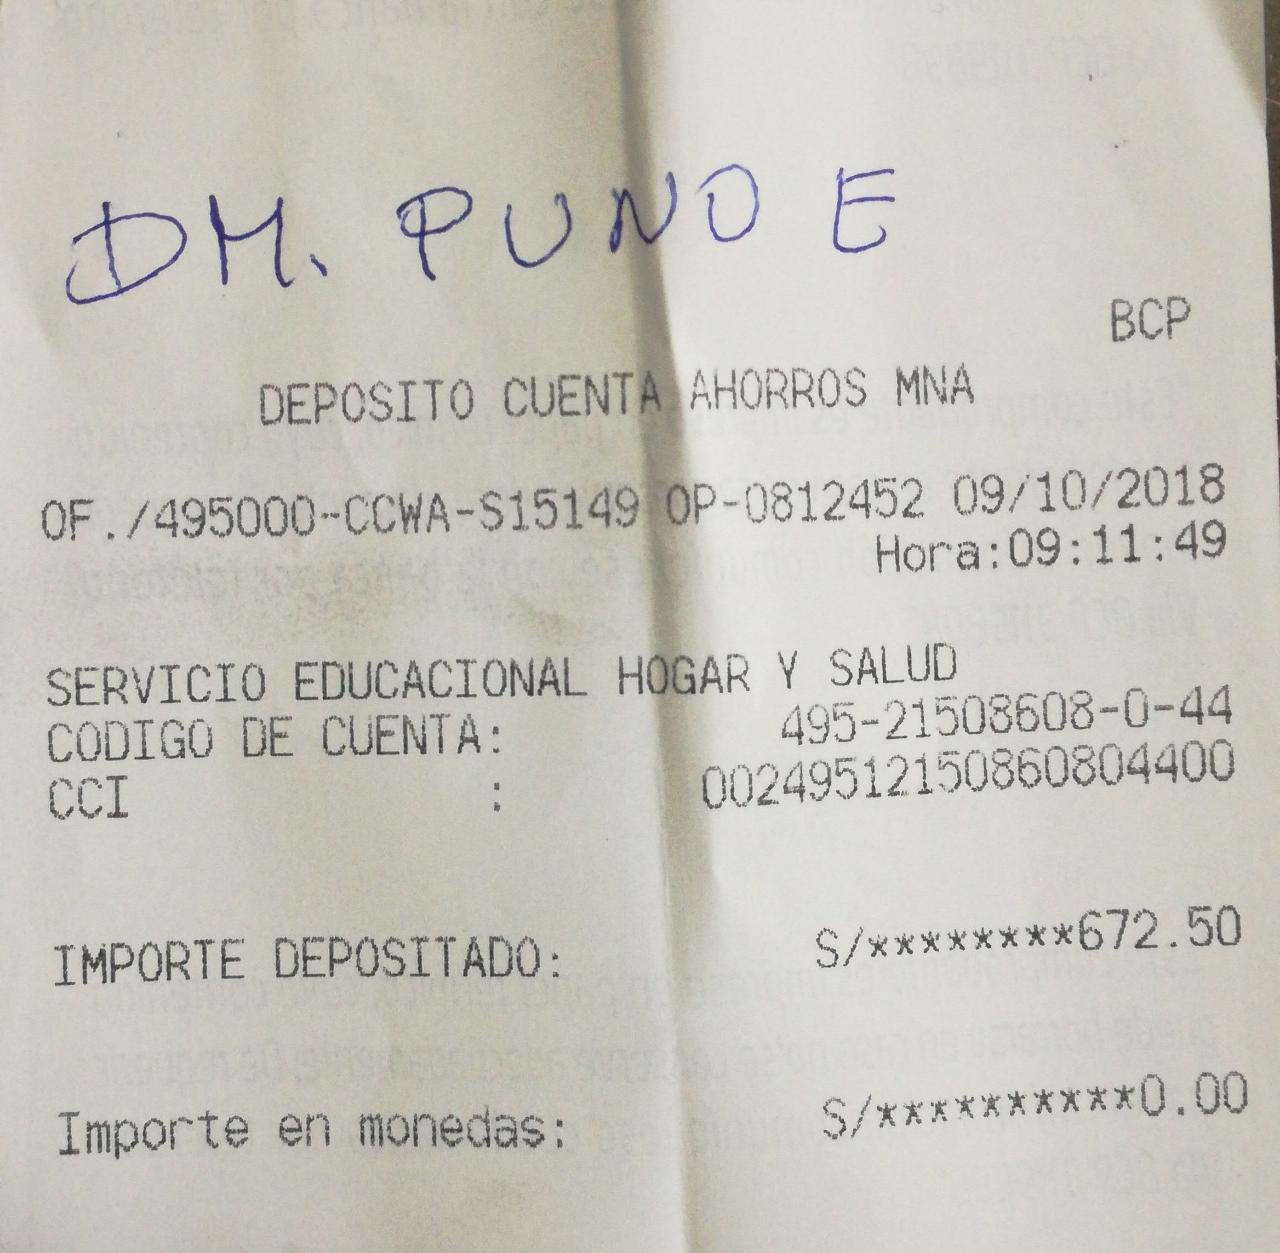 DM. PUNO E
BCP
DEPOSITO CUENTA AHORROS MNA
OF./495000-CCWA-S15149 OP-0812452 09/10/2018
Hora:09:11:49
SERVICIO EDUCACIONAL HOGAR Y SALUD
CODIGO DE CUENTA: 495-21508608-0-44
CCI : 00249512150860804400
IMPORTE DEPOSITADO: S/********672.50
Importe en monedas: S/**********0.00